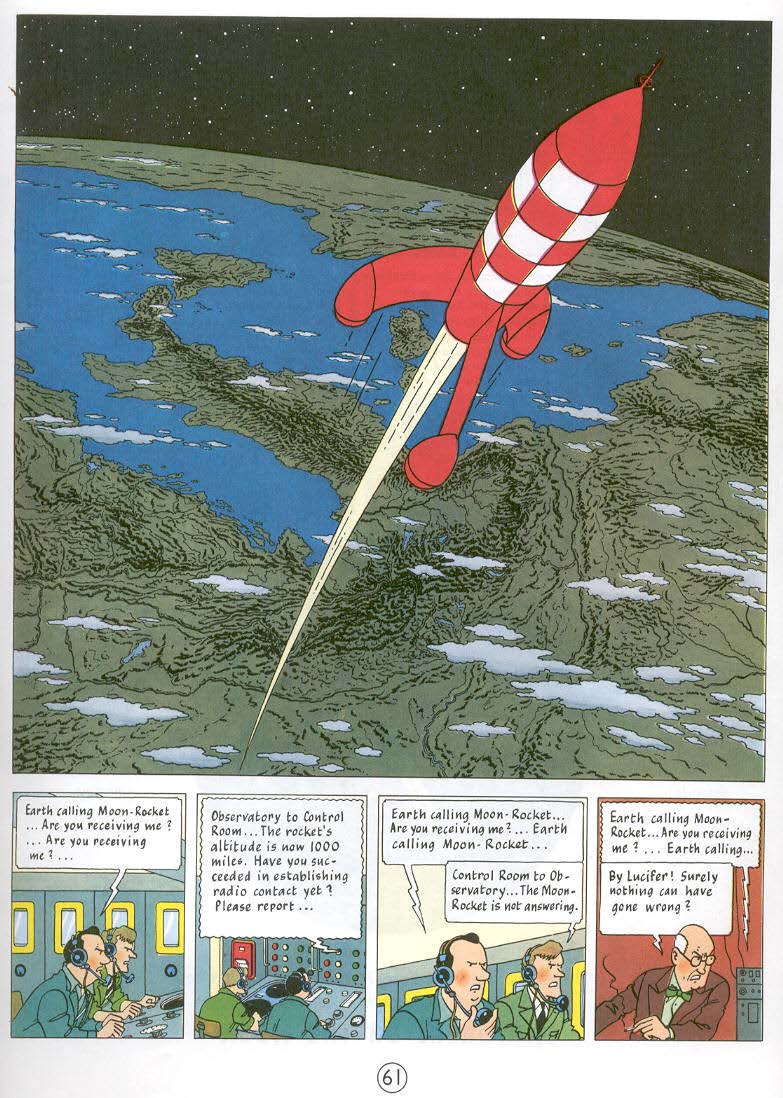 Earth calling Moon-Rocket
... Are you receiving me?
... Are you receiving
me? ...
Observatory to Control
Room... The rocket's
altitude is now 1000
miles. Have you suc-
ceeded in establishing
radio contact yet?
Please report ...
Earth calling Moon-Rocket...
Are you receiving me?... Earth
calling Moon-Rocket...
Control Room to Ob-
servatory... The Moon-
Rocket is not answering.
Earth calling Moon-
Rocket... Are you receiving
me? ... Earth calling...
By Lucifer! Surely
nothing can have
gone wrong?
61